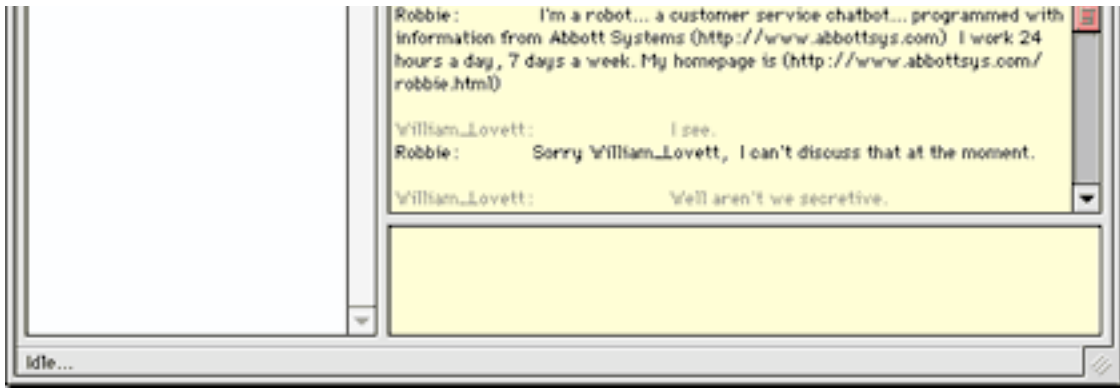 Robbie: I'm a robot... a customer service chatbot... programmed with
information from Abbott Systems (http://www.abbottsys.com) I work 24
hours a day, 7 days a week. My homepage is (http://www.abbottsys.com/
robbie.html)
William_Lovett: I see.
Robbie: Sorry William_Lovett, I can't discuss that at the moment.
William_Lovett: Well aren't we secretive.
Idle...